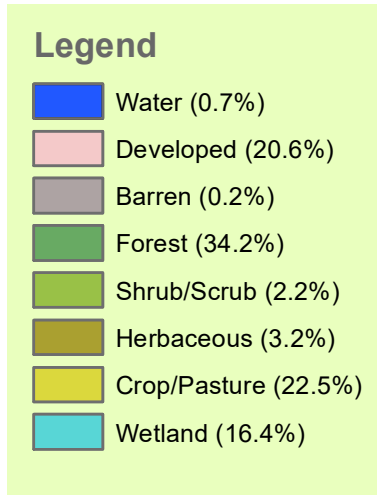 Legend
Water (0.7%)
Developed (20.6%)
Barren (0.2%)
Forest (34.2%)
Shrub/Scrub (2.2%)
Herbaceous (3.2%)
Crop/Pasture (22.5%)
Wetland (16.4%)